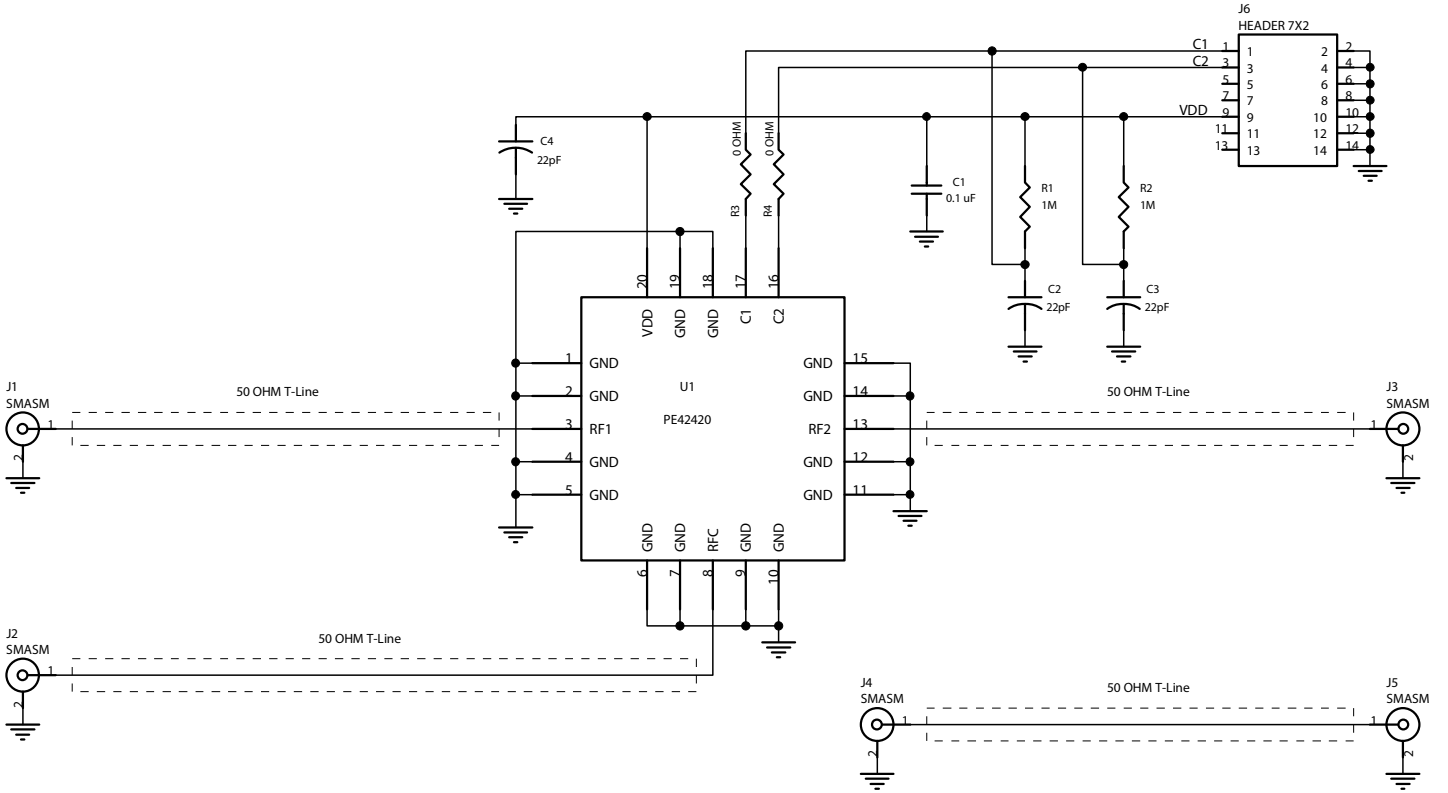 J6
HEADER 7X2
C1
1
1
2
2
C2
3
3
4
4
5
5
6
6
7
7
8
8
VDD
9
9
10
10
11
11
12
12
13
13
14
14
C4
22pF
0 OHM
R3
0 OHM
R4
C1
0.1 uF
R1
1M
R2
1M
C2
22pF
C3
22pF
20
19
18
17
16
VDD
GND
GND
C1
C2
1
GND
GND
15
2
GND
GND
14
3
RF1
RF2
13
4
GND
GND
12
5
GND
GND
11
U1
PE42420
GND
GND
RFC
GND
GND
6
7
8
9
10
J1
SMASM
1
2
50 OHM T-Line
50 OHM T-Line
J3
SMASM
1
2
J2
SMASM
1
2
50 OHM T-Line
J4
SMASM
1
2
50 OHM T-Line
J5
SMASM
1
2